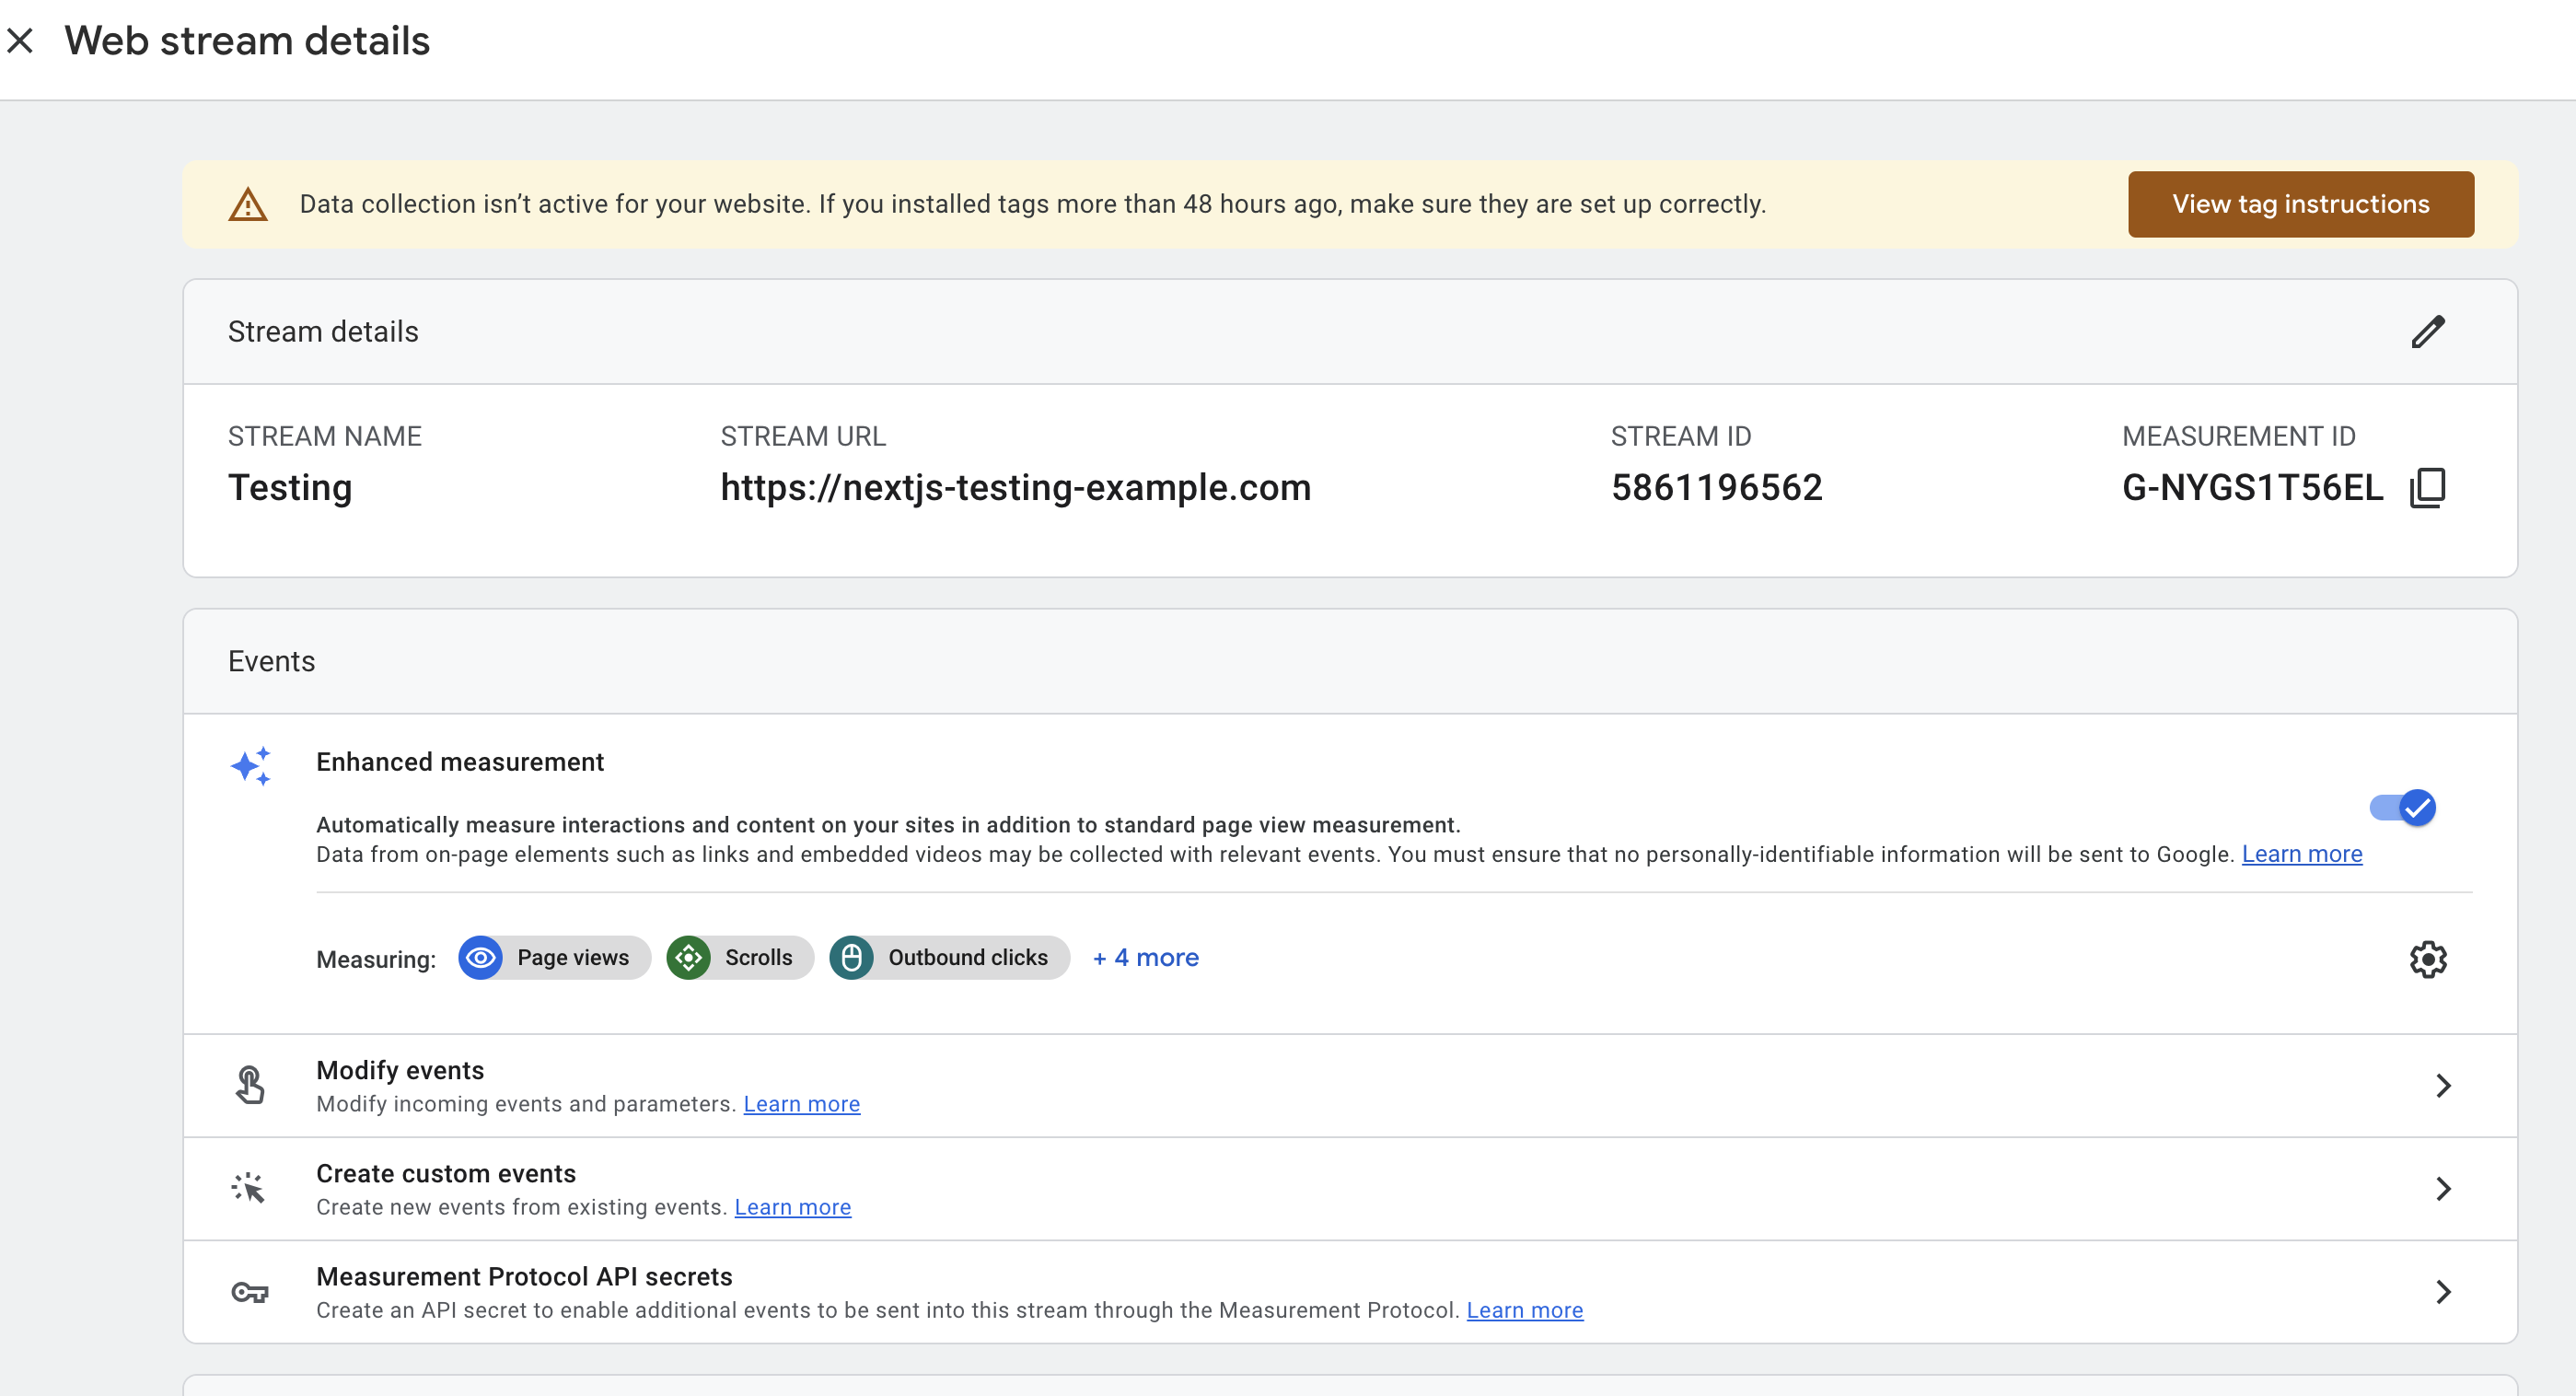 Web stream details
Data collection isn’t active for your website. If you installed tags more than 48 hours ago, make sure they are set up correctly.
View tag instructions
Stream details
STREAM NAME
Testing
STREAM URL
https://nextjs-testing-example.com
STREAM ID
5861196562
MEASUREMENT ID
G-NYGS1T56EL
Events
Enhanced measurement
Automatically measure interactions and content on your sites in addition to standard page view measurement.
Data from on-page elements such as links and embedded videos may be collected with relevant events. You must ensure that no personally-identifiable information will be sent to Google. Learn more
Measuring: Page views Scrolls Outbound clicks + 4 more
Modify events
Modify incoming events and parameters. Learn more
Create custom events
Create new events from existing events. Learn more
Measurement Protocol API secrets
Create an API secret to enable additional events to be sent into this stream through the Measurement Protocol. Learn more